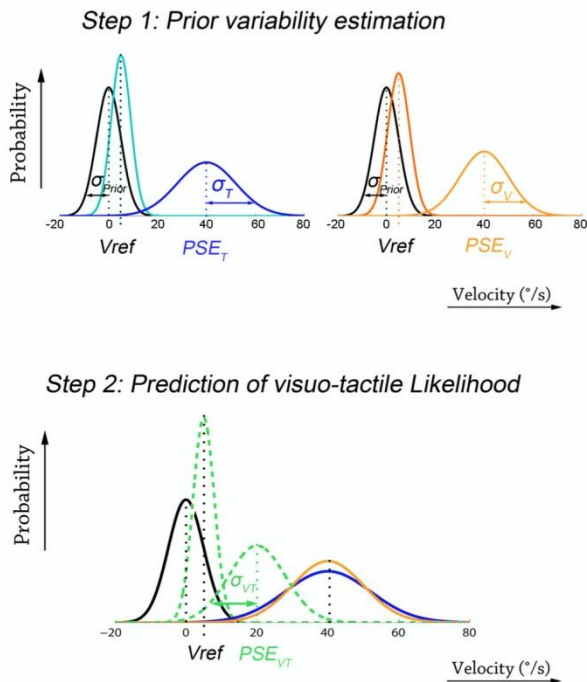 Step 1: Prior variability estimation
Probability
σPrior
σT
σPrior
σV
-20 0 20 40 60 80
-20 0 20 40 60 80
Vref
PSET
Vref
PSEV
Velocity (°/s)
Step 2: Prediction of visuo-tactile Likelihood
Probability
σVT
-20 0 20 40 60 80
Vref
PSEVT
Velocity (°/s)